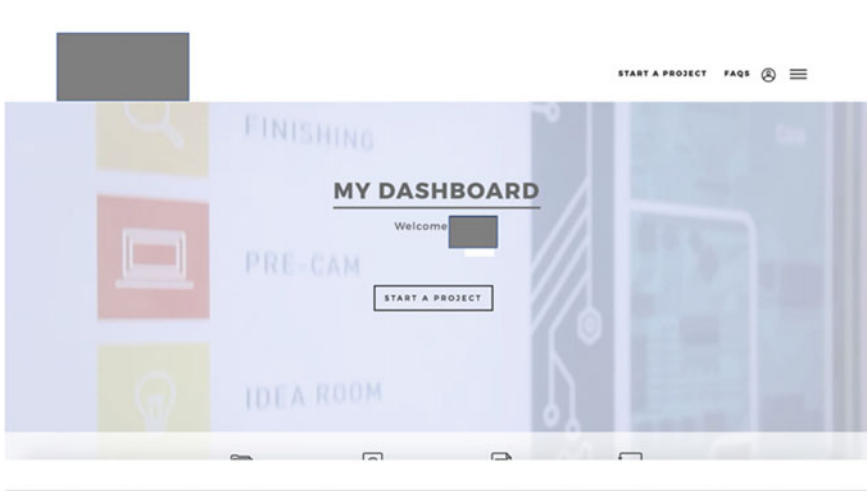 START A PROJECT FAQS
FINISHING
MY DASHBOARD
Welcome
PRE-CAM
START A PROJECT
IDEA ROOM